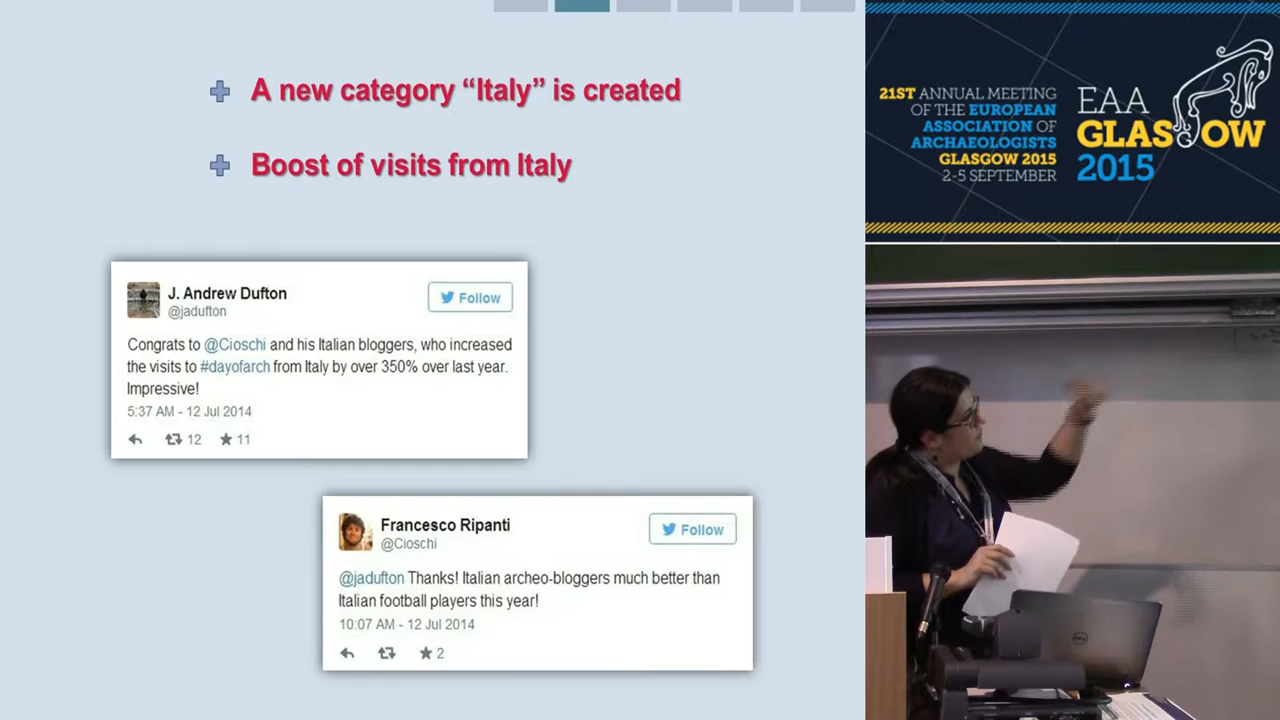 A new category “Italy” is created
Boost of visits from Italy
J. Andrew Dufton
@jadufton
Follow
Congrats to @Cioschi and his Italian bloggers, who increased
the visits to #dayofarch from Italy by over 350% over last year.
Impressive!
5:37 AM - 12 Jul 2014
12 11
Francesco Ripanti
@Cioschi
Follow
@jadufton Thanks! Italian archeo-bloggers much better than
Italian football players this year!
10:07 AM - 12 Jul 2014
2
21ST ANNUAL MEETING
OF THE EUROPEAN
ASSOCIATION OF
ARCHAEOLOGISTS
GLASGOW 2015
2-5 SEPTEMBER
EAA
GLASGOW
2015
DELL